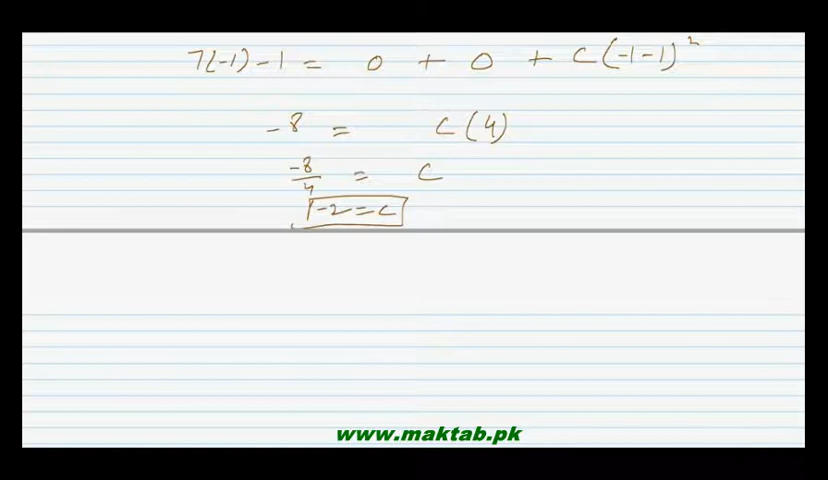 7(-1)-1 = 0 + 0 + C(-1-1)²
-8 = C(4)
-8/4 = C
-2=C
www.maktab.pk